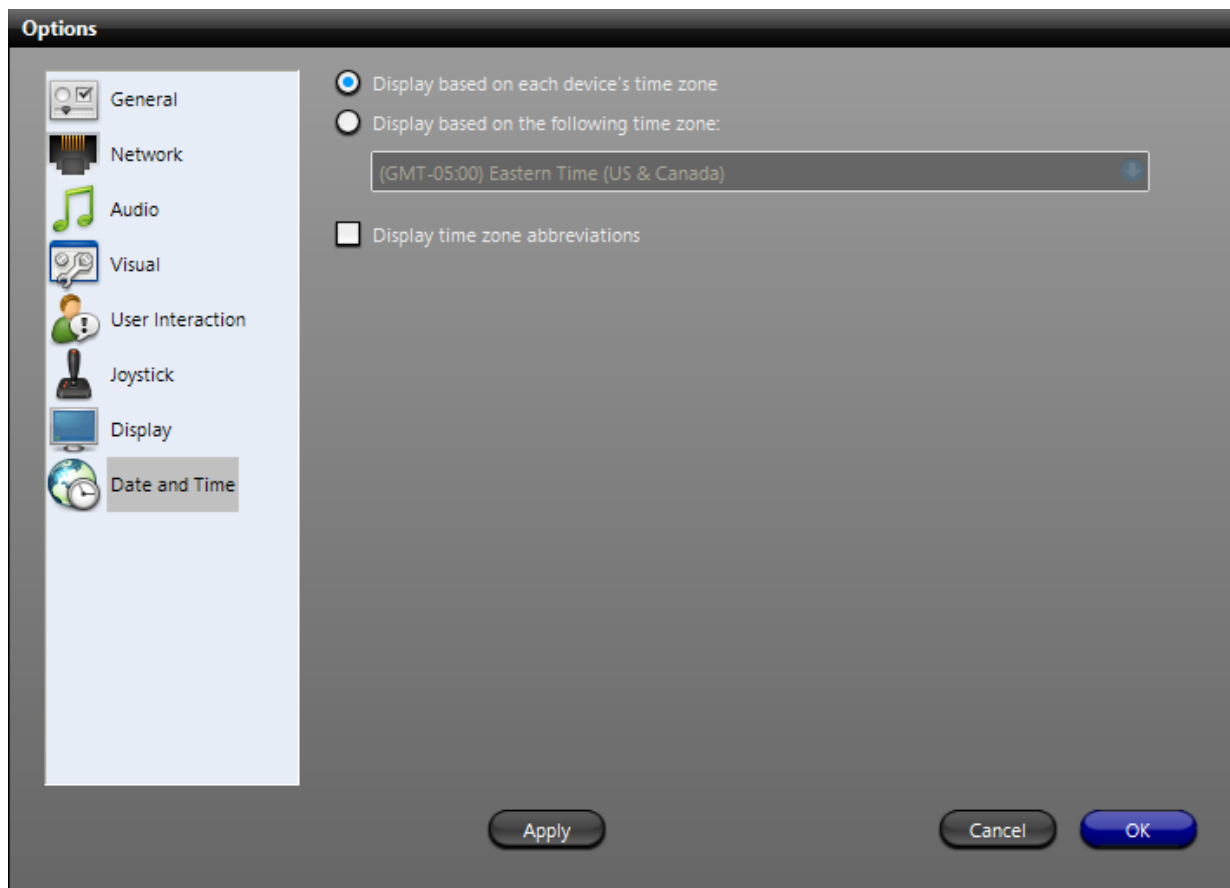 Options
General
Network
Audio
Visual
User Interaction
Joystick
Display
Date and Time
Display based on each device's time zone
Display based on the following time zone:
(GMT-05:00) Eastern Time (US & Canada)
Display time zone abbreviations
Apply
Cancel
OK